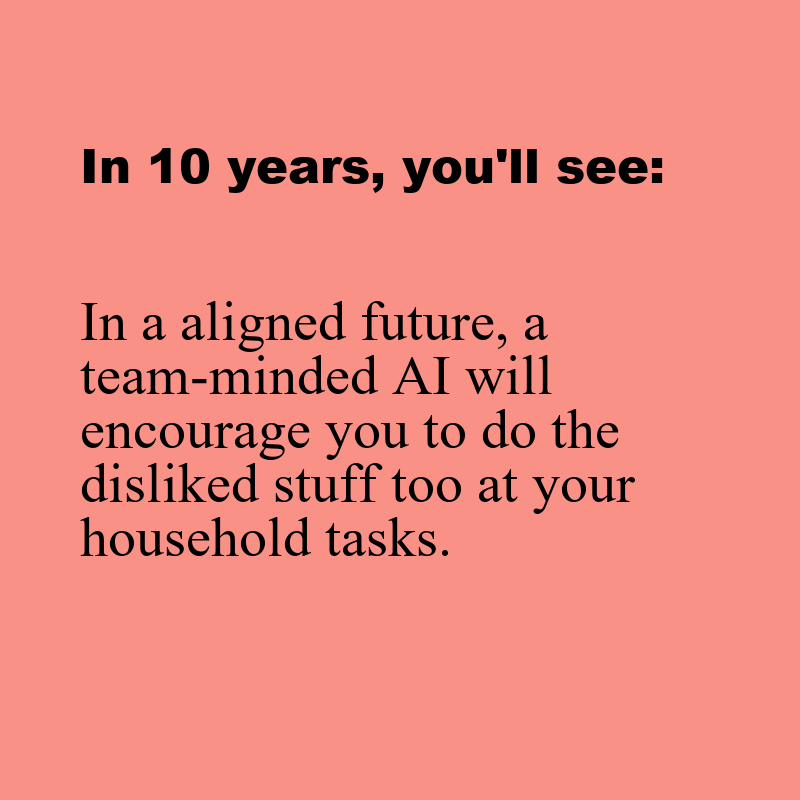 In 10 years, you'll see:
In a aligned future, a
team-minded AI will
encourage you to do the
disliked stuff too at your
household tasks.